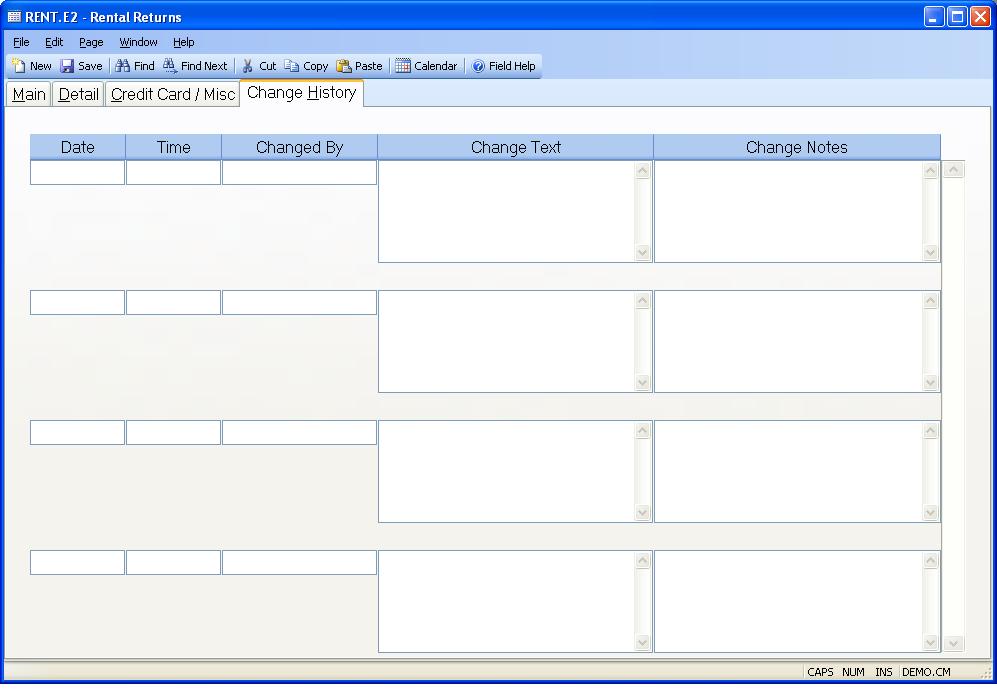 RENT.E2 - Rental Returns
File Edit Page Window Help
New Save Find Find Next Cut Copy Paste Calendar Field Help
Main Detail Credit Card / Misc Change History
Date Time Changed By Change Text Change Notes
CAPS NUM INS DEMO.CM